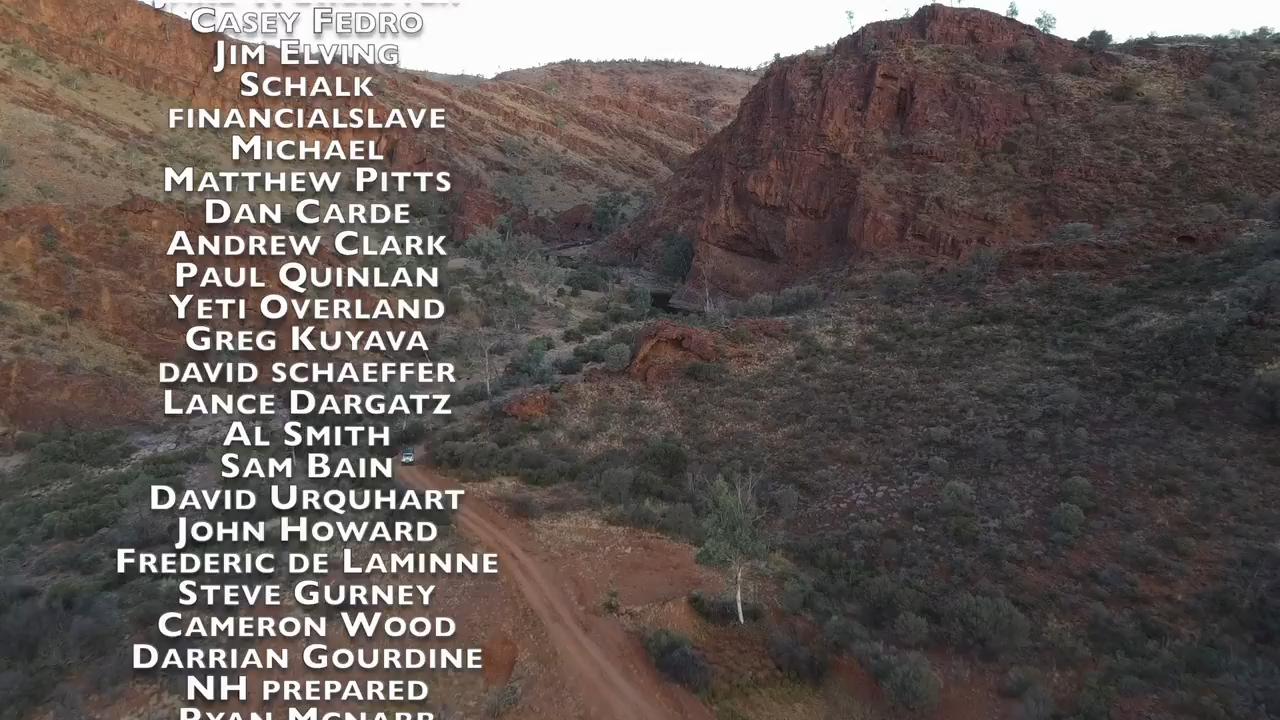 Casey Fedro
Jim Elving
Schalk
financialslave
Michael
Matthew Pitts
Dan Carde
Andrew Clark
Paul Quinlan
Yeti Overland
Greg Kuyava
david schaeffer
Lance Dargatz
Al Smith
Sam Bain
David Urquhart
John Howard
Frederic de Laminne
Steve Gurney
Cameron Wood
Darrian Gourdine
NH prepared
Ryan McNabb